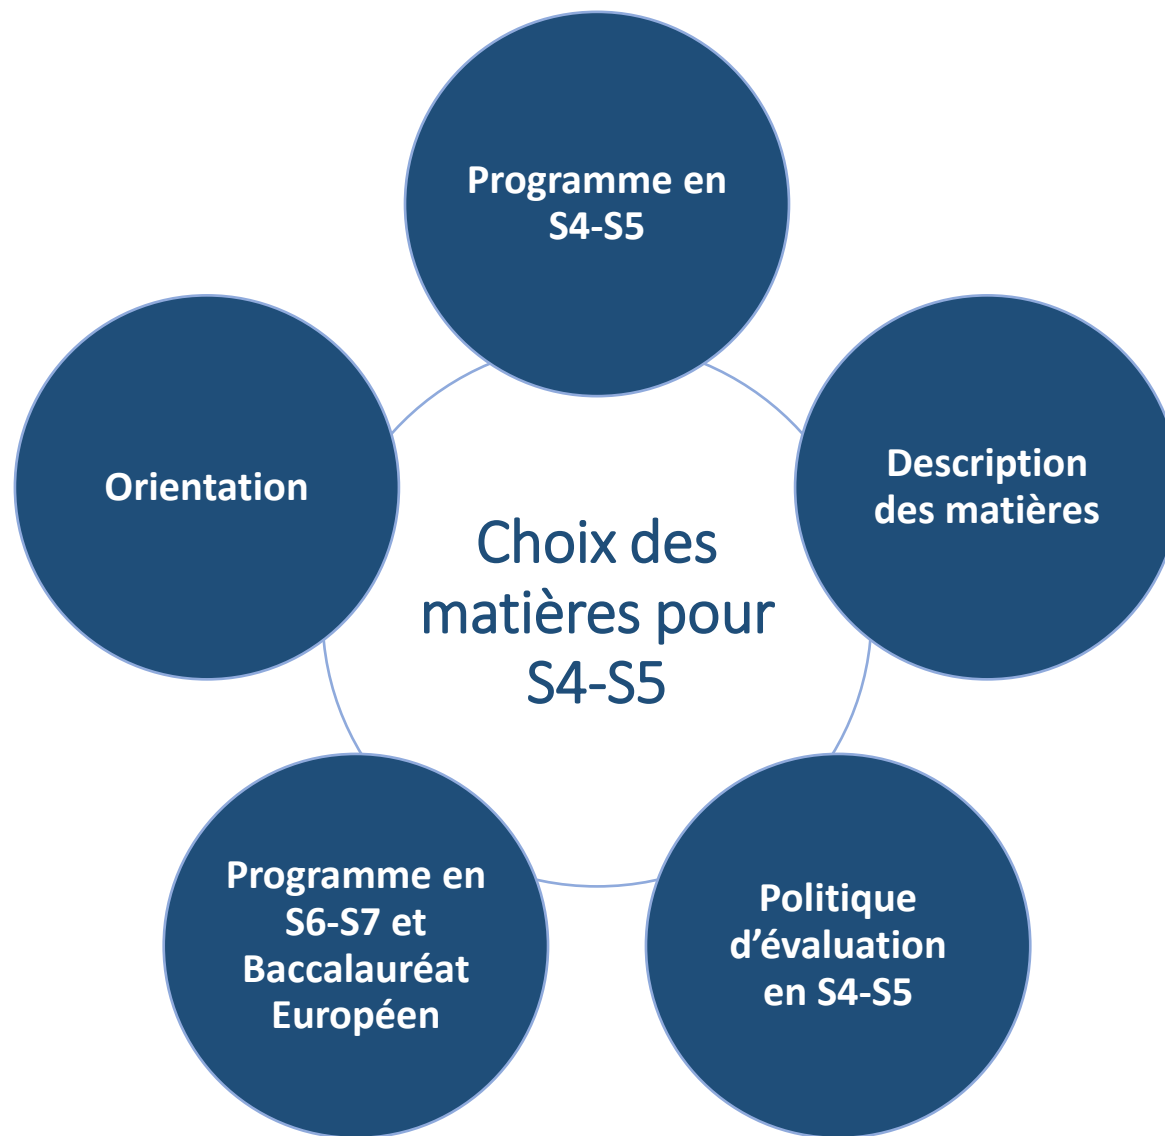 Programme en
S4-S5
Description
des matières
Politique
d’évaluation
en S4-S5
Programme en
S6-S7 et
Baccalauréat
Européen
Orientation
Choix des
matières pour
S4-S5